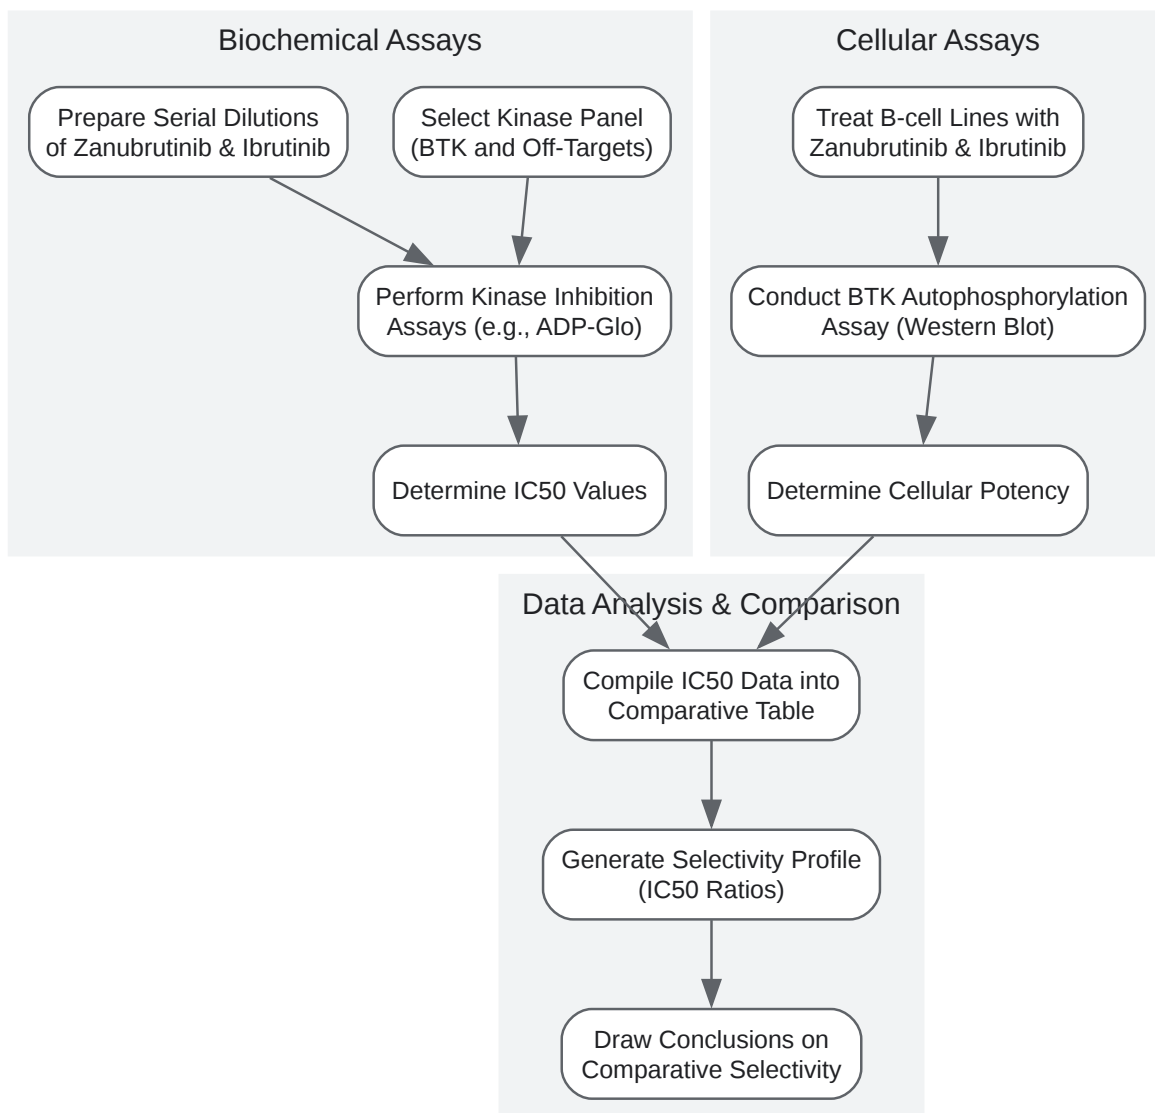 Biochemical Assays
Prepare Serial Dilutions
of Zanubrutinib & Ibrutinib
Select Kinase Panel
(BTK and Off-Targets)
Perform Kinase Inhibition
Assays (e.g., ADP-Glo)
Determine IC50 Values
Cellular Assays
Treat B-cell Lines with
Zanubrutinib & Ibrutinib
Conduct BTK Autophosphorylation
Assay (Western Blot)
Determine Cellular Potency
Data Analysis & Comparison
Compile IC50 Data into
Comparative Table
Generate Selectivity Profile
(IC50 Ratios)
Draw Conclusions on
Comparative Selectivity